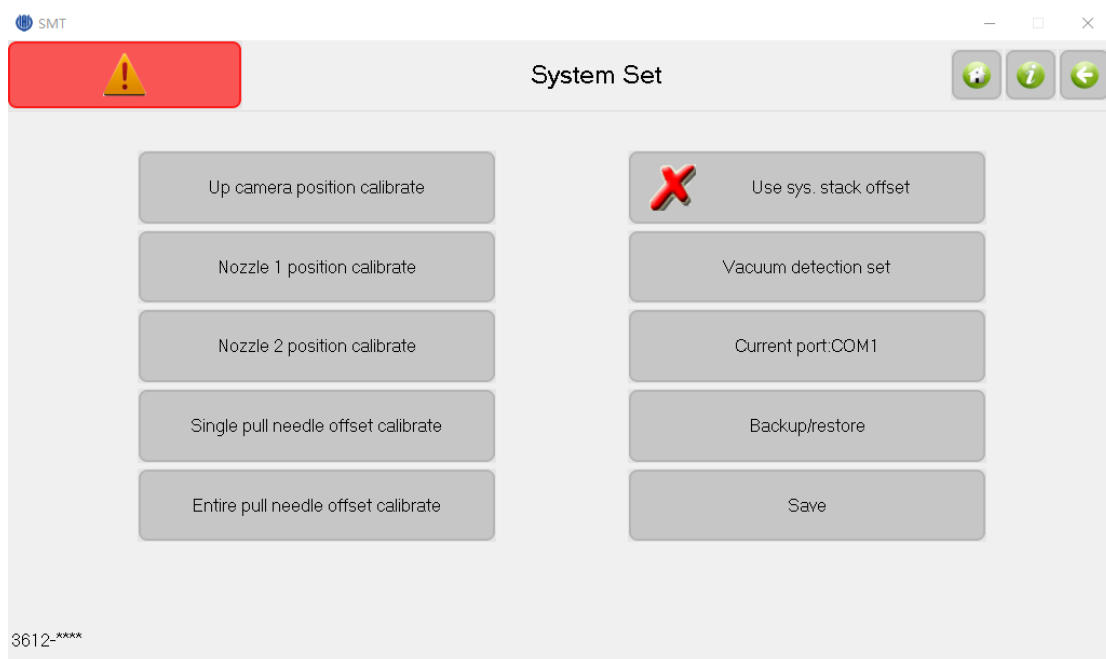 SMT
System Set
Up camera position calibrate
Use sys. stack offset
Nozzle 1 position calibrate
Vacuum detection set
Nozzle 2 position calibrate
Current port:COM1
Single pull needle offset calibrate
Backup/restore
Entire pull needle offset calibrate
Save
3612-****